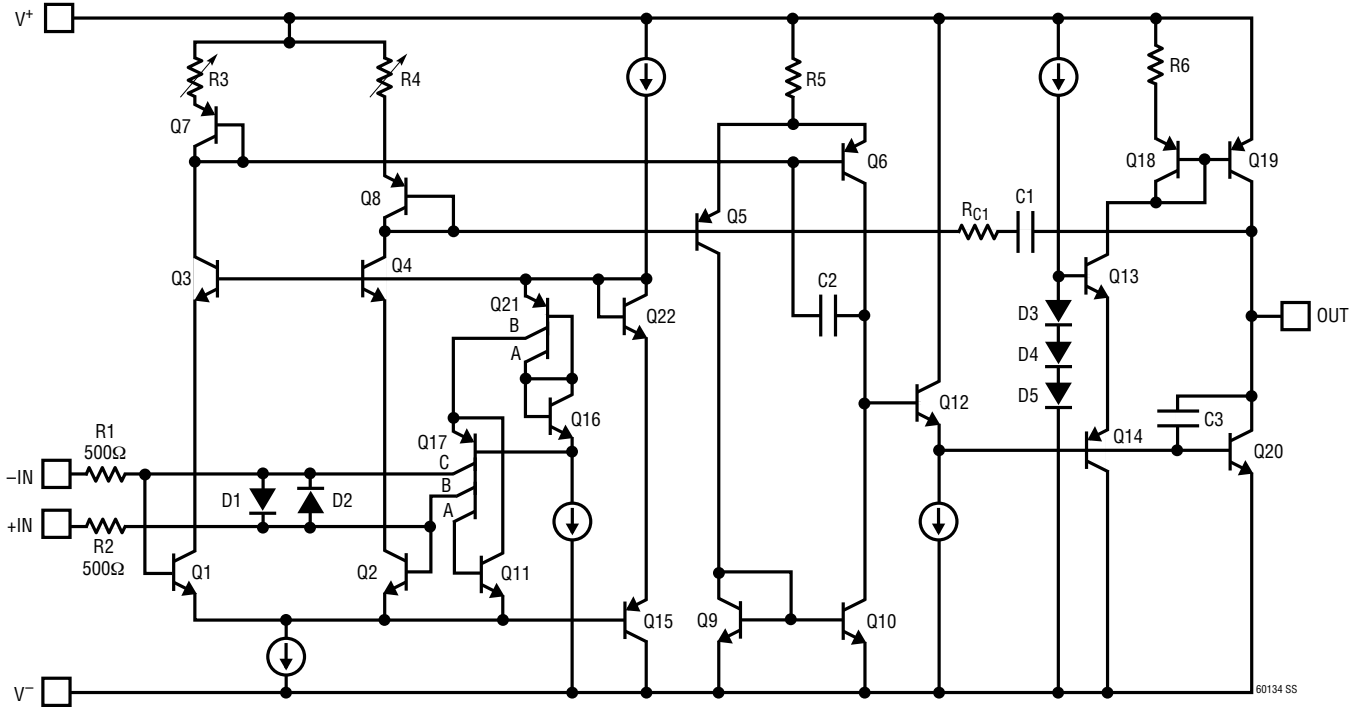 V+
R3
R4
R5
R6
Q7
Q6
Q18
Q19
Q8
Q5
RC1
C1
Q3
Q4
Q13
Q21
B
A
Q22
C2
D3
D4
D5
OUT
Q16
Q12
C3
R1
500Ω
Q17
C
B
A
Q14
Q20
–IN
D1
D2
+IN
R2
500Ω
Q1
Q2
Q11
Q15
Q9
Q10
V–
60134 SS